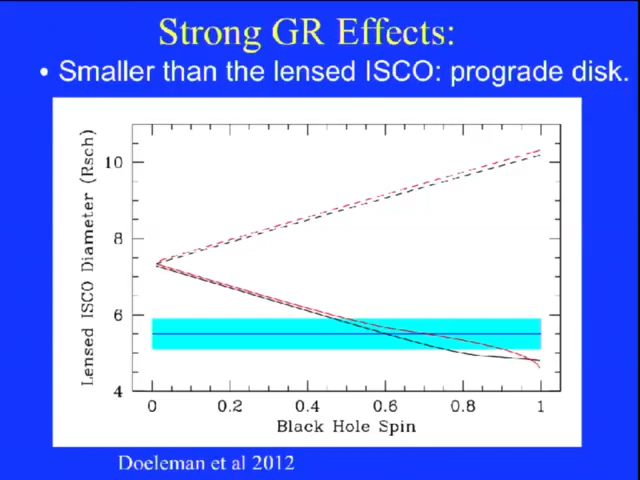 Strong GR Effects:
• Smaller than the lensed ISCO: prograde disk.
Lensed ISCO Diameter (Rsch)
10
8
6
4
0 0.2 0.4 0.6 0.8 1
Black Hole Spin
Doeleman et al 2012